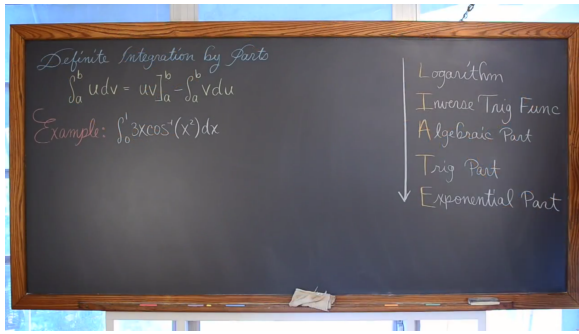 Definite Integration by Parts
∫ₐᵇ udv = uv]ₐᵇ - ∫ₐᵇ vdu
Example: ∫₀¹ 3xcos⁻¹(x²)dx
Logarithm
Inverse Trig Func
Algebraic Part
Trig Part
Exponential Part